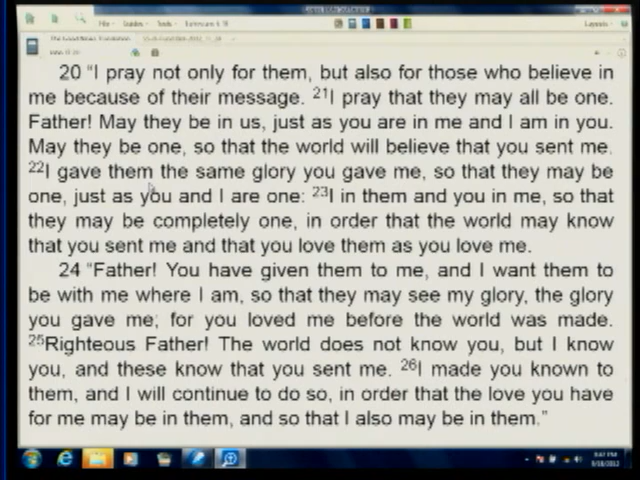 File
Guides
Tools
Layouts
The Good News Translation
20 “I pray not only for them, but also for those who believe in
me because of their message. 21I pray that they may all be one.
Father! May they be in us, just as you are in me and I am in you.
May they be one, so that the world will believe that you sent me.
22I gave them the same glory you gave me, so that they may be
one, just as you and I are one: 23I in them and you in me, so that
they may be completely one, in order that the world may know
that you sent me and that you love them as you love me.
24 “Father! You have given them to me, and I want them to
be with me where I am, so that they may see my glory, the glory
you gave me; for you loved me before the world was made.
25Righteous Father! The world does not know you, but I know
you, and these know that you sent me. 26I made you known to
them, and I will continue to do so, in order that the love you have
for me may be in them, and so that I also may be in them.”